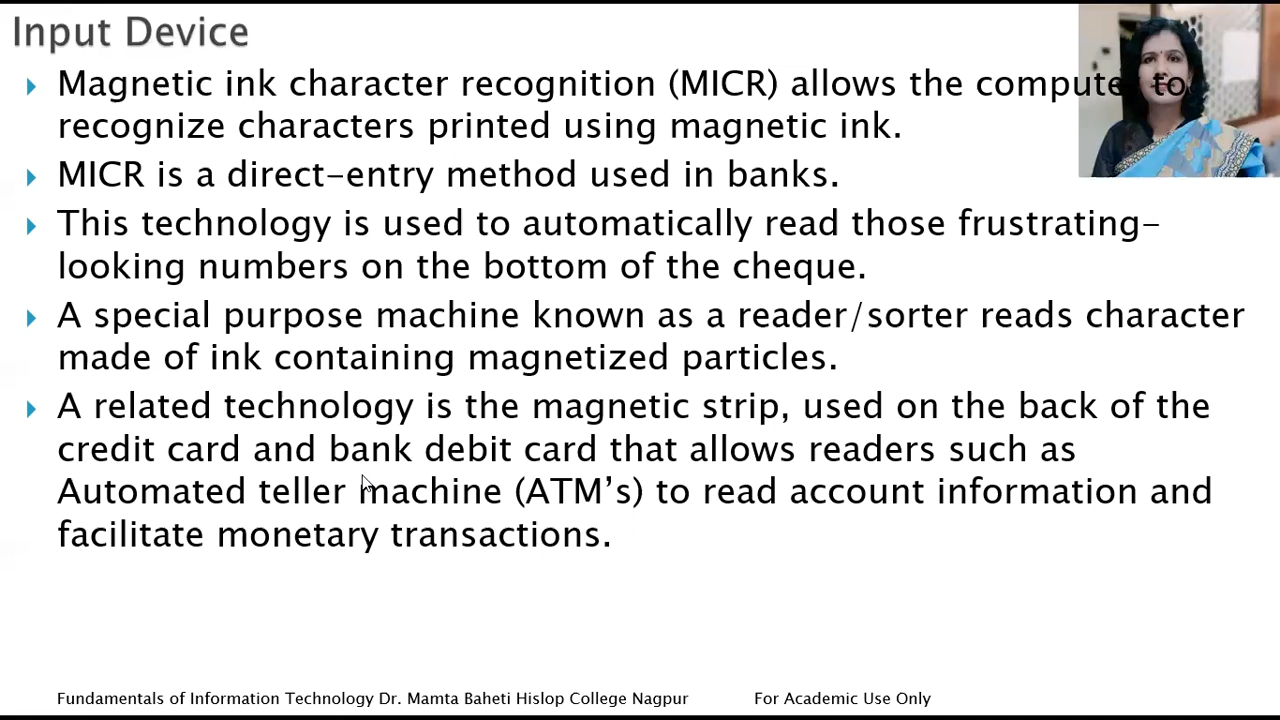 Input Device
Magnetic ink character recognition (MICR) allows the computer to
recognize characters printed using magnetic ink.
MICR is a direct-entry method used in banks.
This technology is used to automatically read those frustrating-
looking numbers on the bottom of the cheque.
A special purpose machine known as a reader/sorter reads character
made of ink containing magnetized particles.
A related technology is the magnetic strip, used on the back of the
credit card and bank debit card that allows readers such as
Automated teller machine (ATM’s) to read account information and
facilitate monetary transactions.
Fundamentals of Information Technology Dr. Mamta Baheti Hislop College Nagpur For Academic Use Only